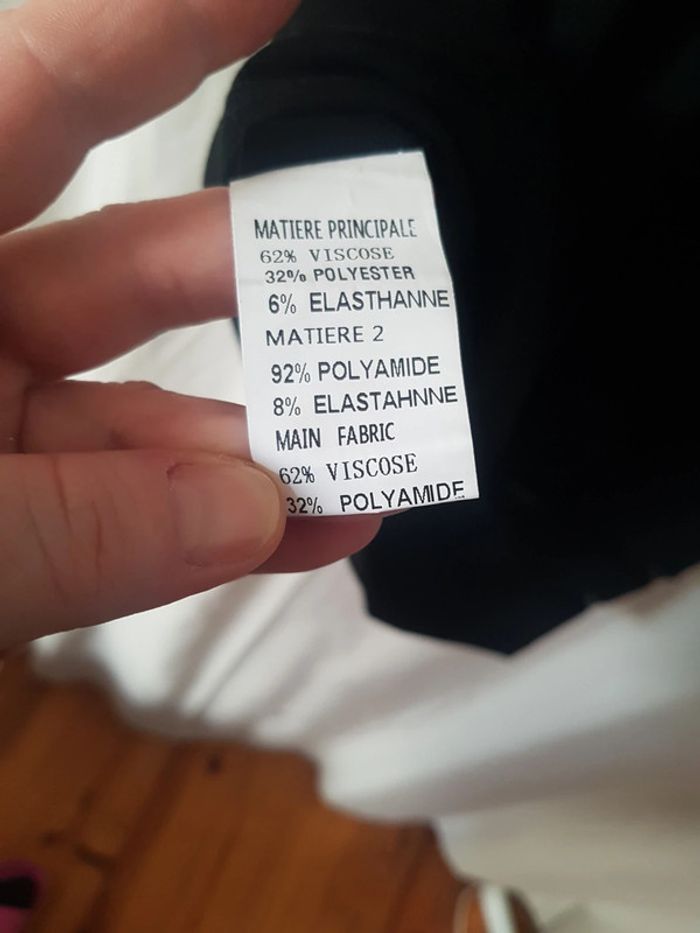 MATIERE PRINCIPALE
62% VISCOSE
32% POLYESTER
6% ELASTHANNE
MATIERE 2
92% POLYAMIDE
8% ELASTAHNNE
MAIN FABRIC
62% VISCOSE
32% POLYAMIDE